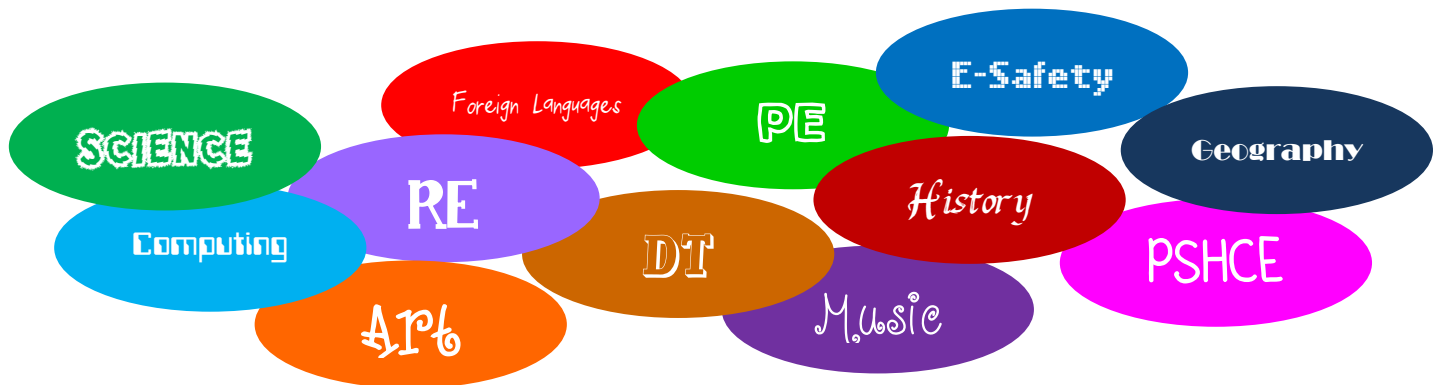 E-Safety
Foreign Languages
PE
SCIENCE
Geography
RE
History
Computing
DT
PSHCE
Art
Music